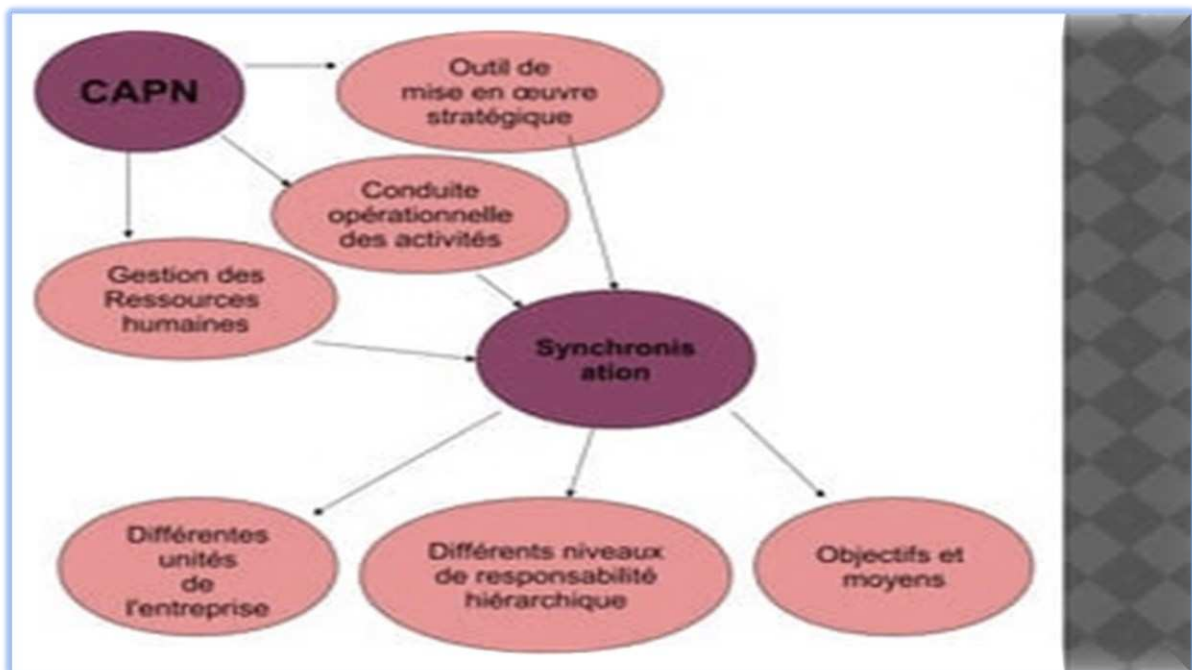 CAPN
Outil de
mise en œuvre
stratégique
Conduite
opérationnelle
des activités
Gestion des
Ressources
humaines
Synchronis
ation
Différentes
unités
de
l'entreprise
Différents niveaux
de responsabilité
hiérarchique
Objectifs et
moyens